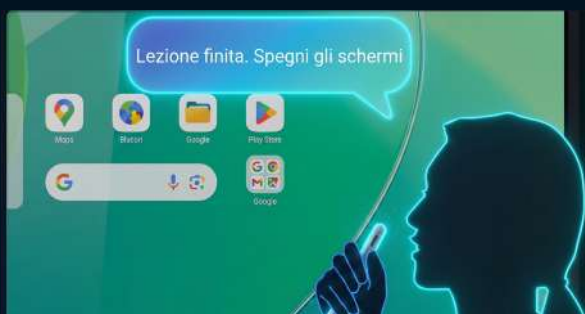 Lezione finita. Spegni gli schermi
Maps
Google
Play Store
Google